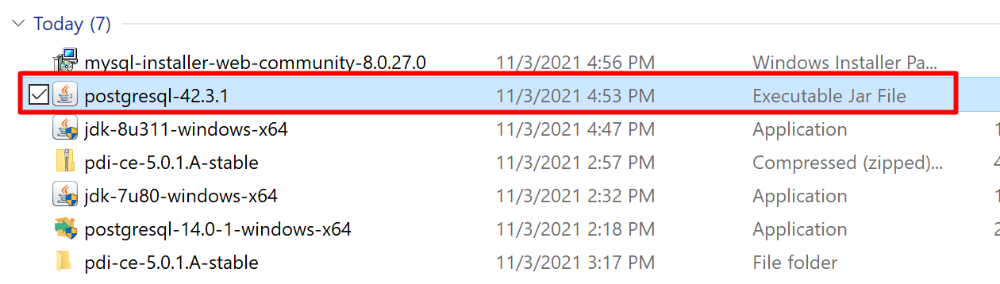 Today (7)
mysql-installer-web-community-8.0.27.0 11/3/2021 4:56 PM Windows Installer Pa...
postgresql-42.3.1 11/3/2021 4:53 PM Executable Jar File
jdk-8u311-windows-x64 11/3/2021 4:47 PM Application
pdi-ce-5.0.1.A-stable 11/3/2021 2:57 PM Compressed (zipped)...
jdk-7u80-windows-x64 11/3/2021 2:32 PM Application
postgresql-14.0-1-windows-x64 11/3/2021 2:18 PM Application
pdi-ce-5.0.1.A-stable 11/3/2021 3:17 PM File folder